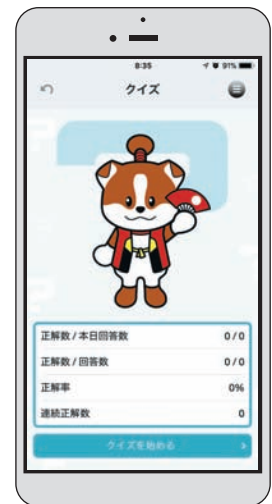 8:35 91%
クイズ
正解数 / 本日回答数 0 / 0
正解数 / 回答数 0 / 0
正解率 0%
連続正解数 0
クイズを始める